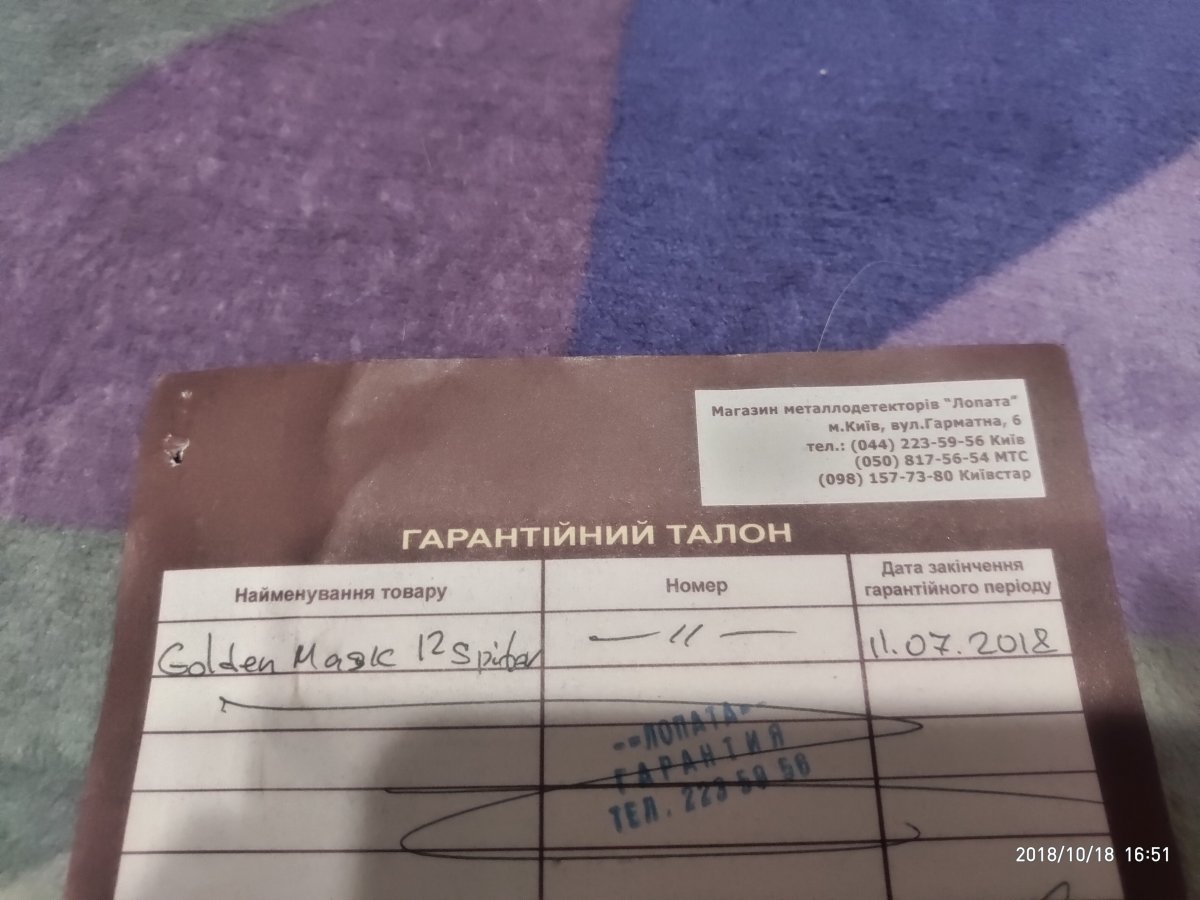 Магазин металлодетекторів "Лопата"
м.Київ, вул.Гарматна, 6
тел.: (044) 223-59-56 Київ
(050) 817-56-54 МТС
(098) 157-73-80 Київстар
ГАРАНТІЙНИЙ ТАЛОН
Найменування товару
Номер
Дата закінчення
гарантійного періоду
Golden Mask 12 Spider
— // —
11.07.2018
==ЛОПАТА==
ГАРАНТИЯ
ТЕЛ. 223 59 56
2018/10/18 16:51